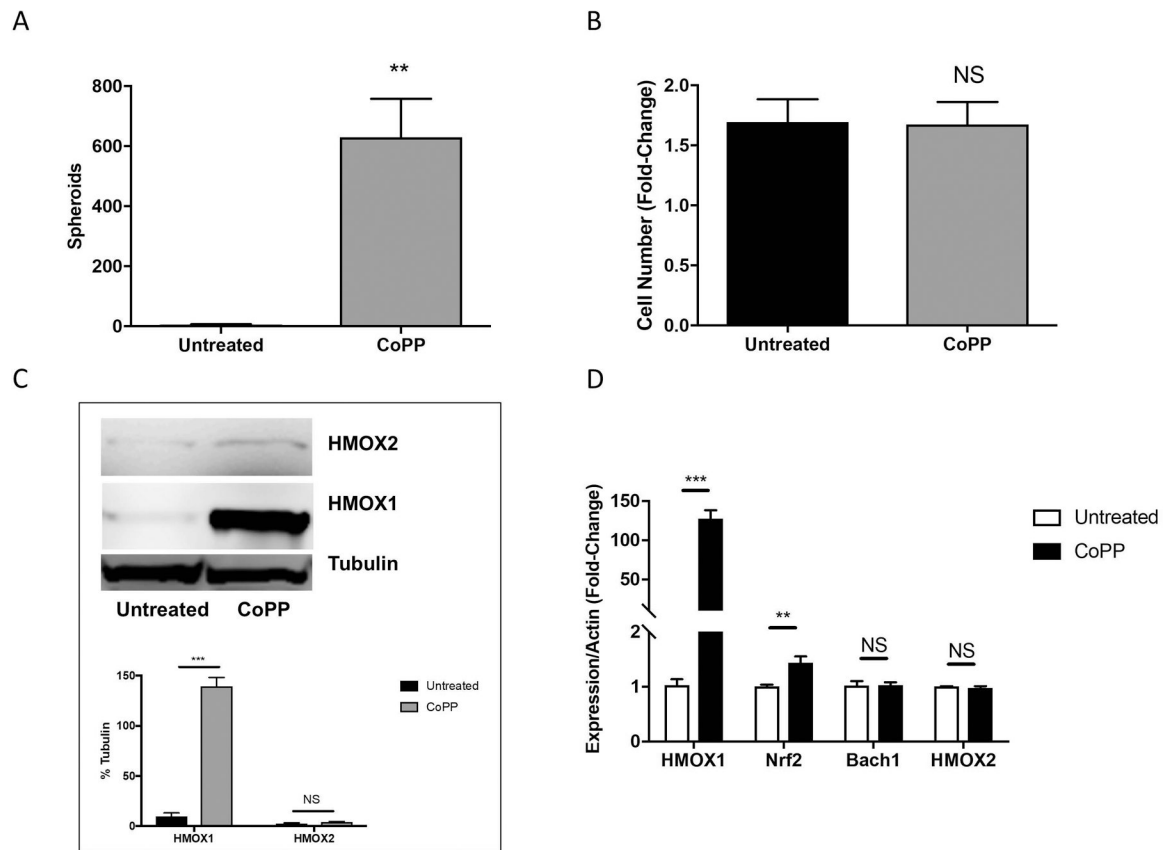 A
**
800
600
400
200
0
Spheroids
Untreated
CoPP
B
NS
2.0
1.5
1.0
0.5
0.0
Cell Number (Fold-Change)
Untreated
CoPP
C
HMOX2
HMOX1
Tubulin
Untreated
CoPP
***
NS
150
100
50
0
% Tubulin
HMOX1
HMOX2
Untreated
CoPP
D
***
**
NS
NS
150
100
50
2
1
0
Expression/Actin (Fold-Change)
HMOX1
Nrf2
Bach1
HMOX2
Untreated
CoPP